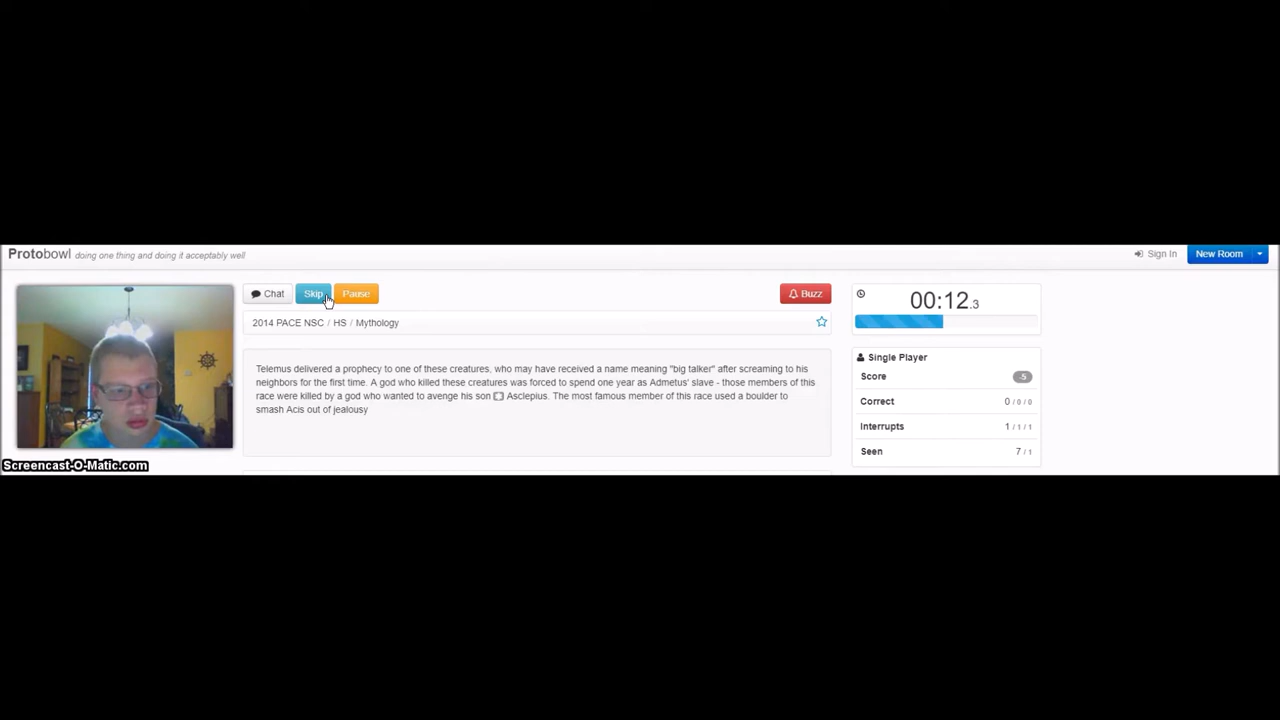 Protobowl doing one thing and doing it acceptably well
Sign In
New Room
Chat
Skip
Pause
Buzz
00:12.3
2014 PACE NSC / HS / Mythology
Single Player
Score -5
Correct 0 / 0 / 0
Interrupts 1 / 1 / 1
Seen 7 / 1
Telemus delivered a prophecy to one of these creatures, who may have received a name meaning "big talker" after screaming to his
neighbors for the first time. A god who killed these creatures was forced to spend one year as Admetus' slave - those members of this
race were killed by a god who wanted to avenge his son Asclepius. The most famous member of this race used a boulder to
smash Acis out of jealousy
Screencast-O-Matic.com